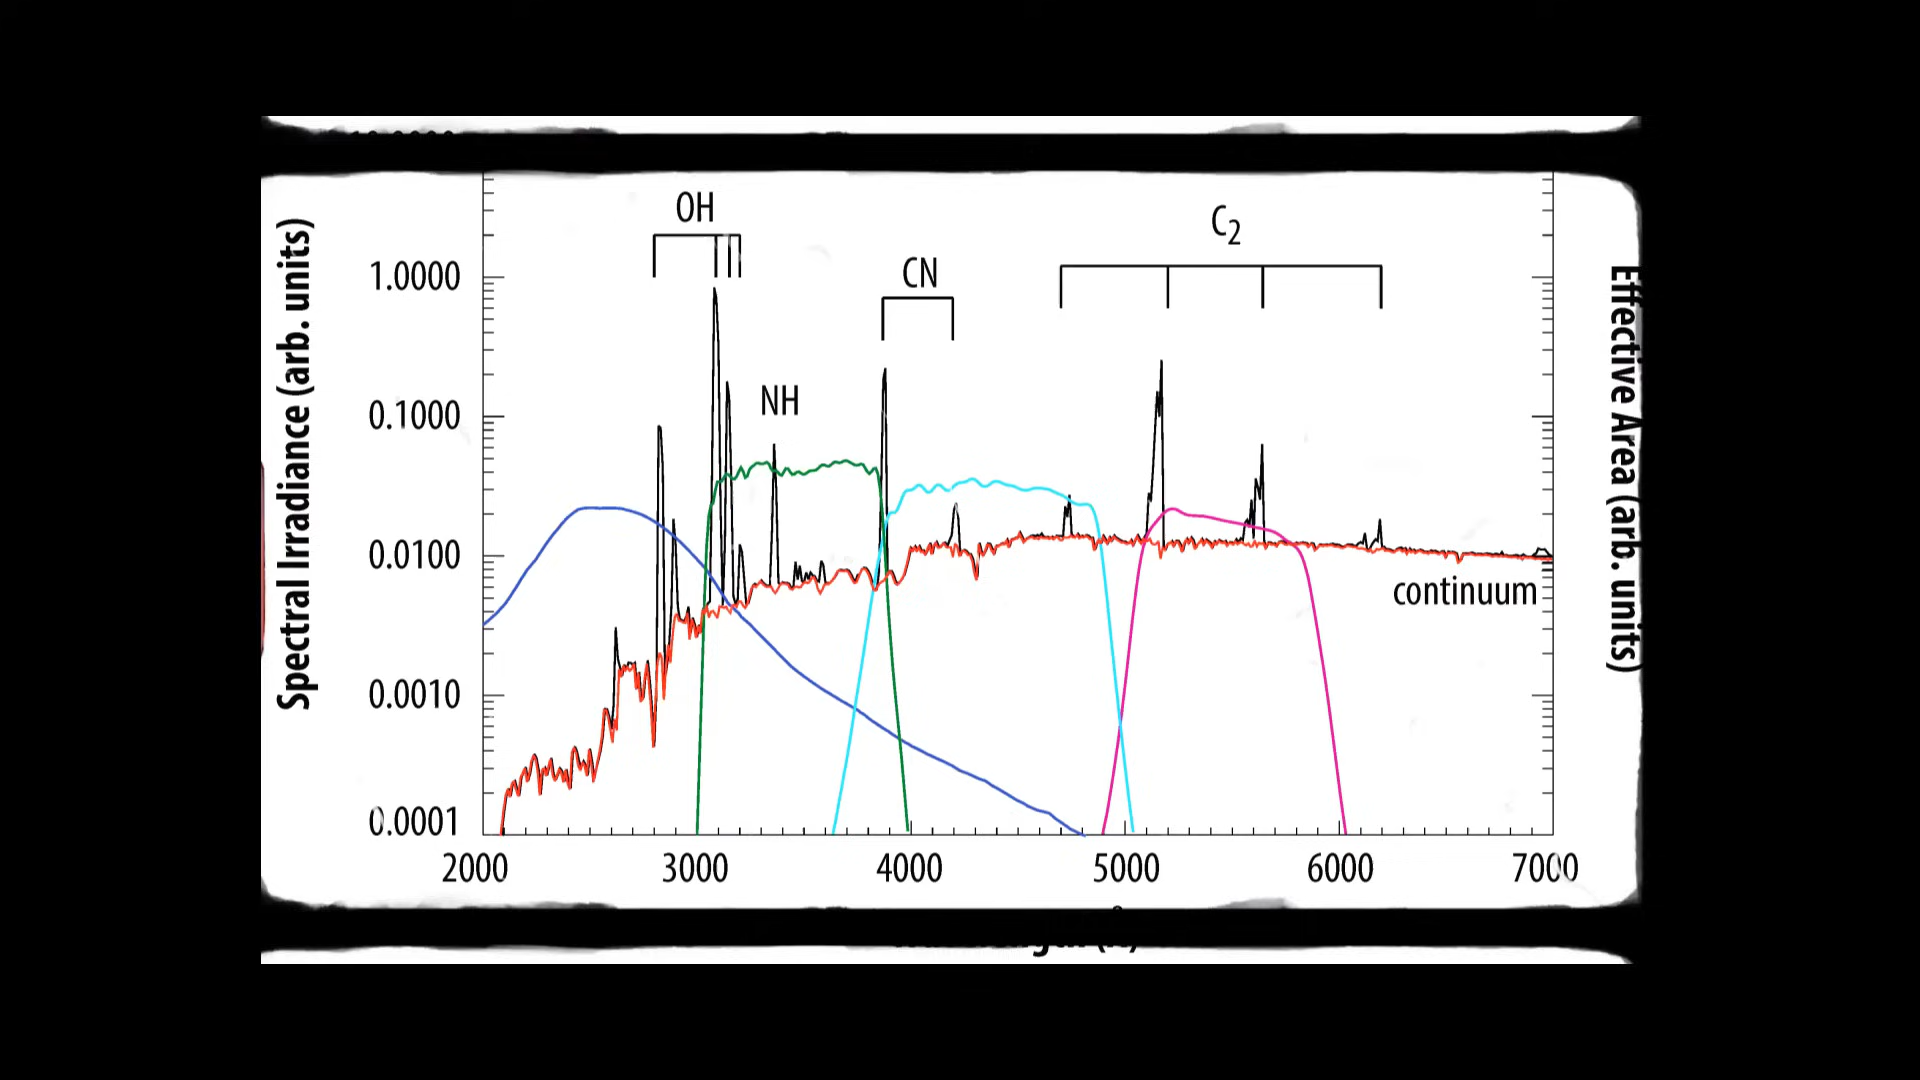 OH
C2
CN
NH
1.0000
0.1000
0.0100
0.0010
0.0001
continuum
2000 3000 4000 5000 6000 7000
Spectral Irradiance (arb. units)
Effective Area (arb. units)